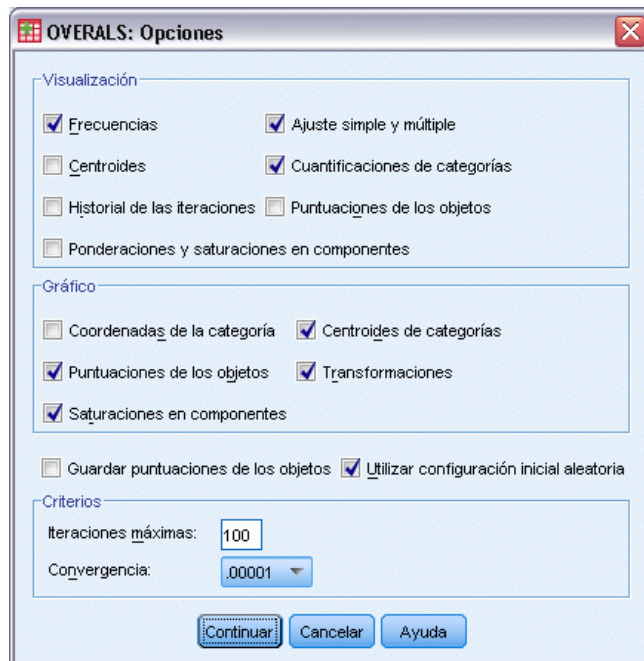 OVERALS: Opciones
Visualización
Frecuencias
Ajuste simple y múltiple
Centroides
Cuantificaciones de categorías
Historial de las iteraciones
Puntuaciones de los objetos
Ponderaciones y saturaciones en componentes
Gráfico
Coordenadas de la categoría
Centroides de categorías
Puntuaciones de los objetos
Transformaciones
Saturaciones en componentes
Guardar puntuaciones de los objetos
Utilizar configuración inicial aleatoria
Criterios
Iteraciones máximas:
100
Convergencia:
.00001
Continuar
Cancelar
Ayuda